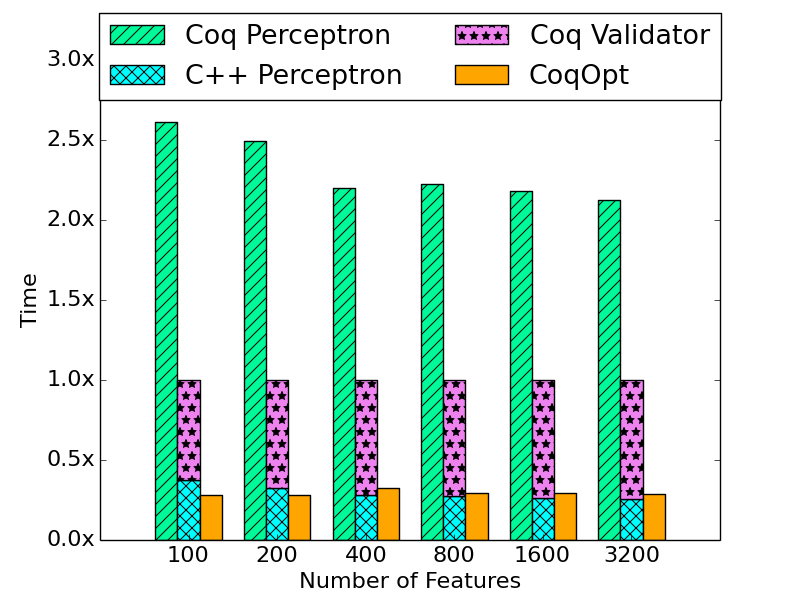 Coq Perceptron
Coq Validator
C++ Perceptron
CoqOpt
3.0x
2.5x
2.0x
1.5x
1.0x
0.5x
0.0x
Time
100 200 400 800 1600 3200
Number of Features